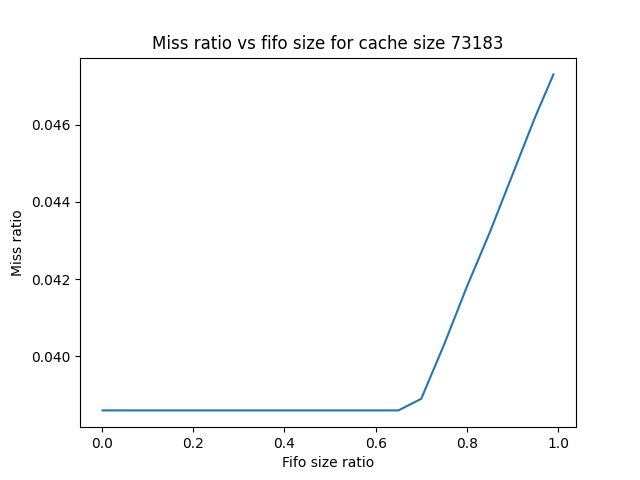 Miss ratio vs fifo size for cache size 73183
0.046
0.044
0.042
0.040
Miss ratio
0.0 0.2 0.4 0.6 0.8 1.0
Fifo size ratio